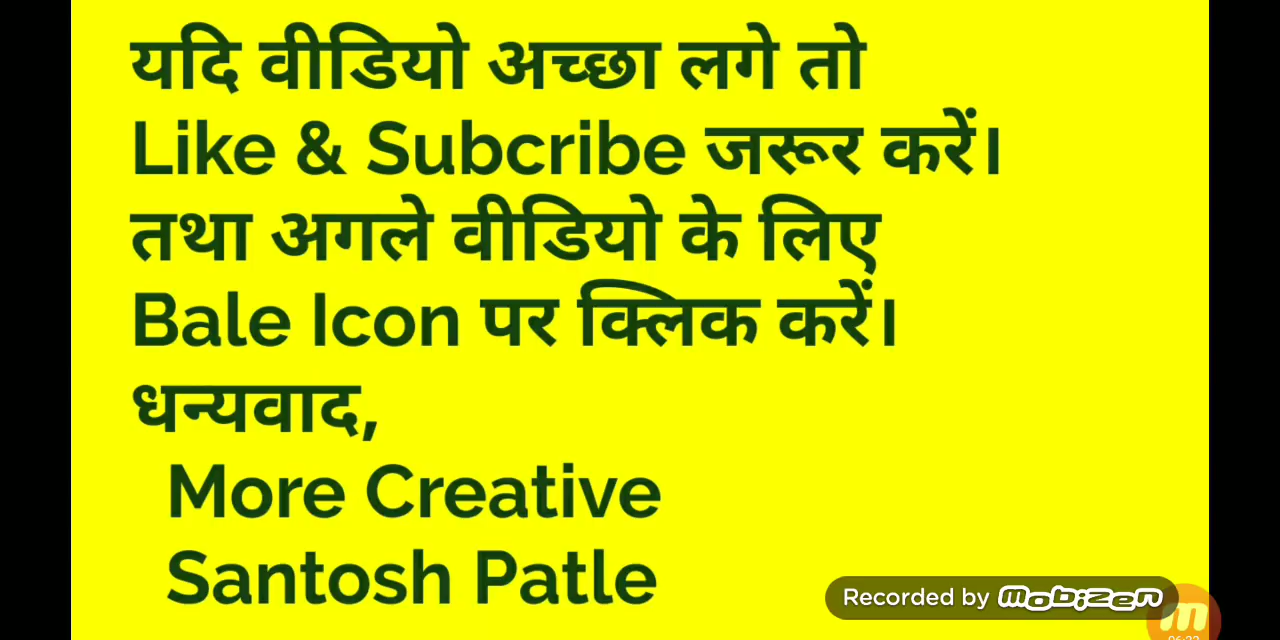 यदि वीडियो अच्छा लगे तो
Like & Subcribe जरूर करें।
तथा अगले वीडियो के लिए
Bale Icon पर क्लिक करें।
धन्यवाद,
More Creative
Santosh Patle
Recorded by mobizen